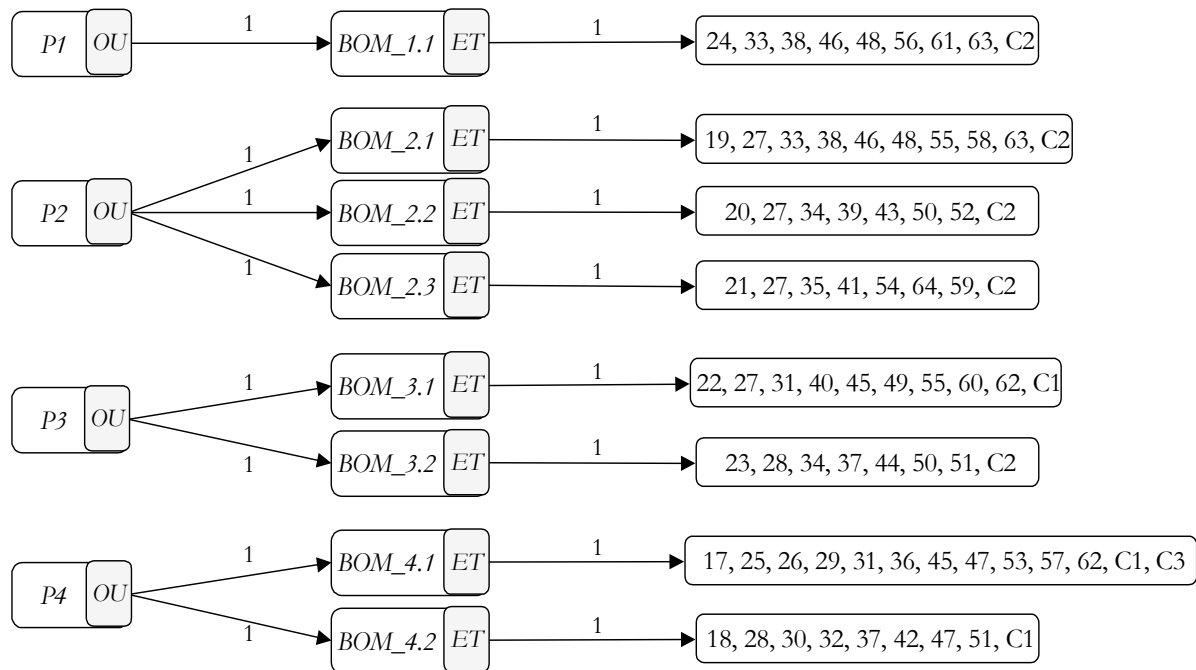 P1 OU 1 BOM_1.1 ET 1 24, 33, 38, 46, 48, 56, 61, 63, C2
1 BOM_2.1 ET 1 19, 27, 33, 38, 46, 48, 55, 58, 63, C2
P2 OU 1 BOM_2.2 ET 1 20, 27, 34, 39, 43, 50, 52, C2
1 BOM_2.3 ET 1 21, 27, 35, 41, 54, 64, 59, C2
1 BOM_3.1 ET 1 22, 27, 31, 40, 45, 49, 55, 60, 62, C1
P3 OU
1 BOM_3.2 ET 1 23, 28, 34, 37, 44, 50, 51, C2
1 BOM_4.1 ET 1 17, 25, 26, 29, 31, 36, 45, 47, 53, 57, 62, C1, C3
P4 OU
1 BOM_4.2 ET 1 18, 28, 30, 32, 37, 42, 47, 51, C1